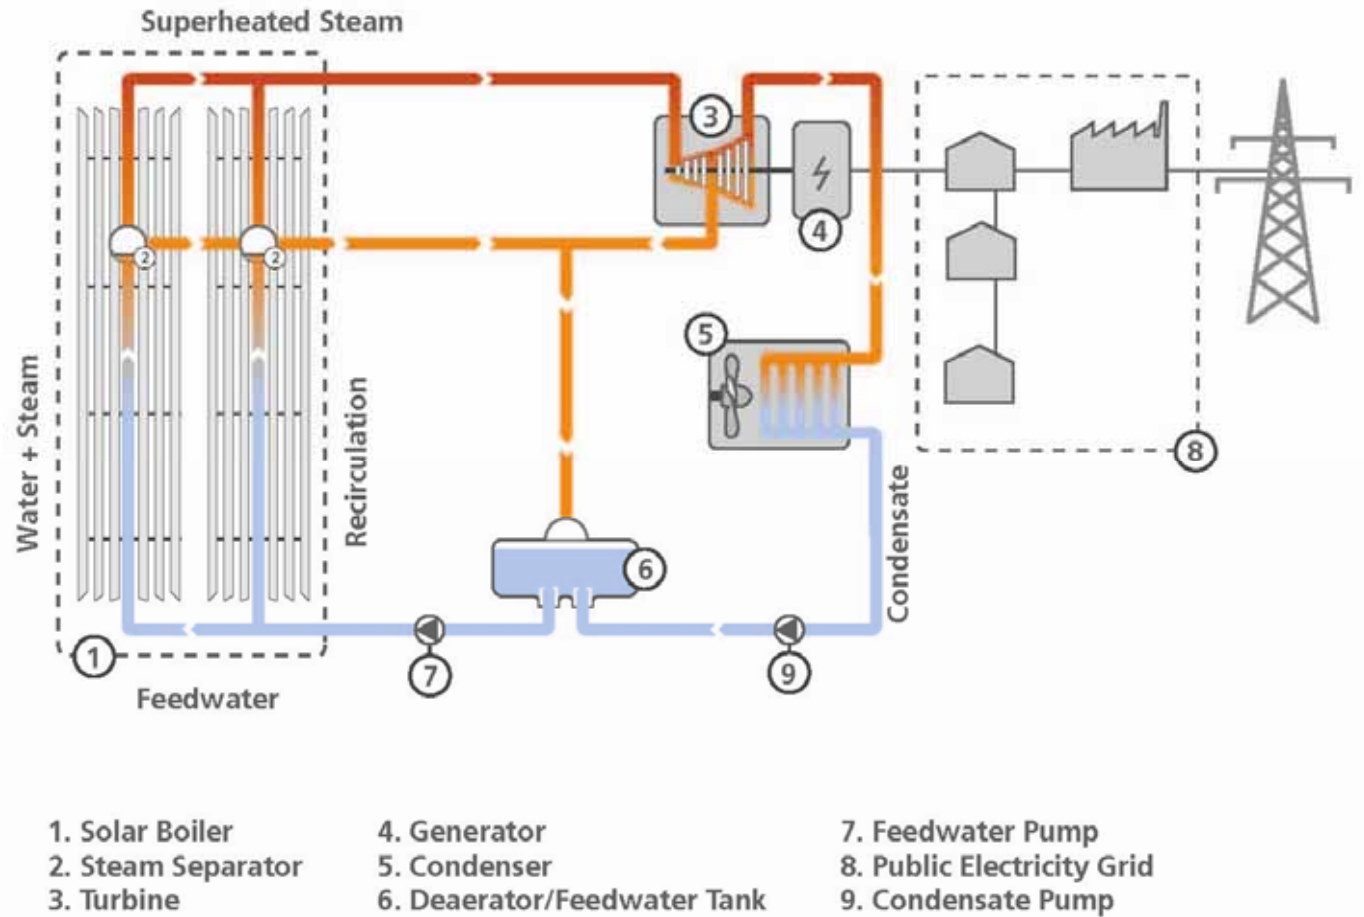 Superheated Steam
3
2
2
4
5
Water + Steam
Recirculation
Condensate
8
6
1
7
9
Feedwater
1. Solar Boiler
2. Steam Separator
3. Turbine
4. Generator
5. Condenser
6. Deaerator/Feedwater Tank
7. Feedwater Pump
8. Public Electricity Grid
9. Condensate Pump